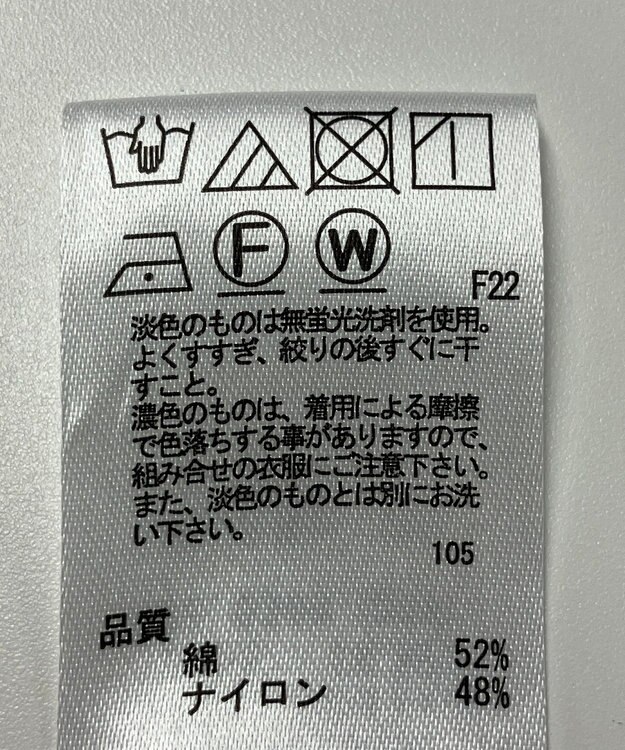 F W
F22
淡色のものは無蛍光洗剤を使用。
よくすすぎ、絞りの後すぐに干
すこと。
濃色のものは、着用による摩擦
で色落ちする事がありますので、
組み合せの衣服にご注意下さい。
また、淡色のものとは別にお洗
い下さい。
105
品質
綿 52%
ナイロン 48%